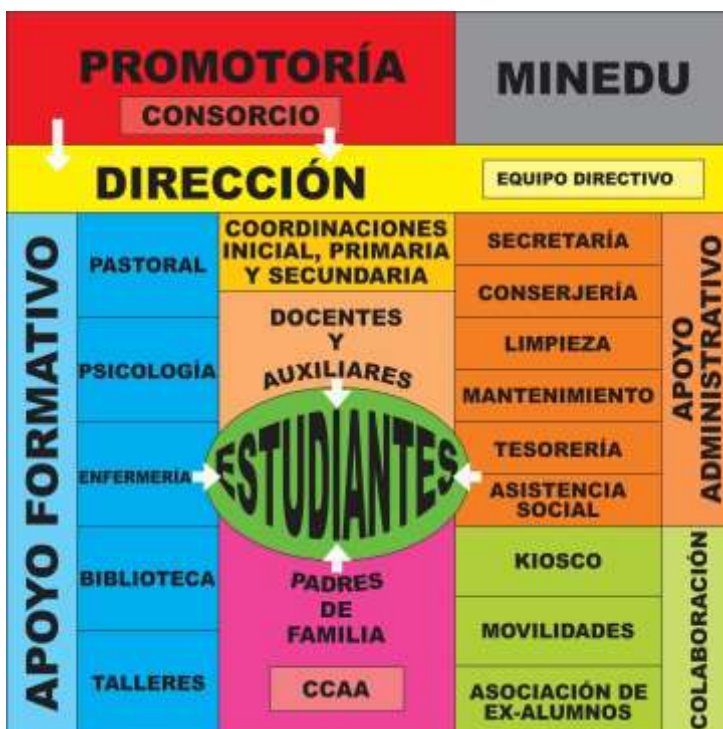 PROMOTORÍA
CONSORCIO
MINEDU
DIRECCIÓN
EQUIPO DIRECTIVO
APOYO FORMATIVO
PASTORAL
PSICOLOGÍA
ENFERMERÍA
BIBLIOTECA
TALLERES
COORDINACIONES
INICIAL, PRIMARIA
Y SECUNDARIA
DOCENTES
Y
AUXILIARES
ESTUDIANTES
PADRES
DE
FAMILIA
CCAA
SECRETARÍA
CONSERJERÍA
LIMPIEZA
MANTENIMIENTO
TESORERÍA
ASISTENCIA
SOCIAL
APOYO
ADMINISTRATIVO
KIOSCO
MOVILIDADES
ASOCIACIÓN DE
EX-ALUMNOS
COLABORACIÓN